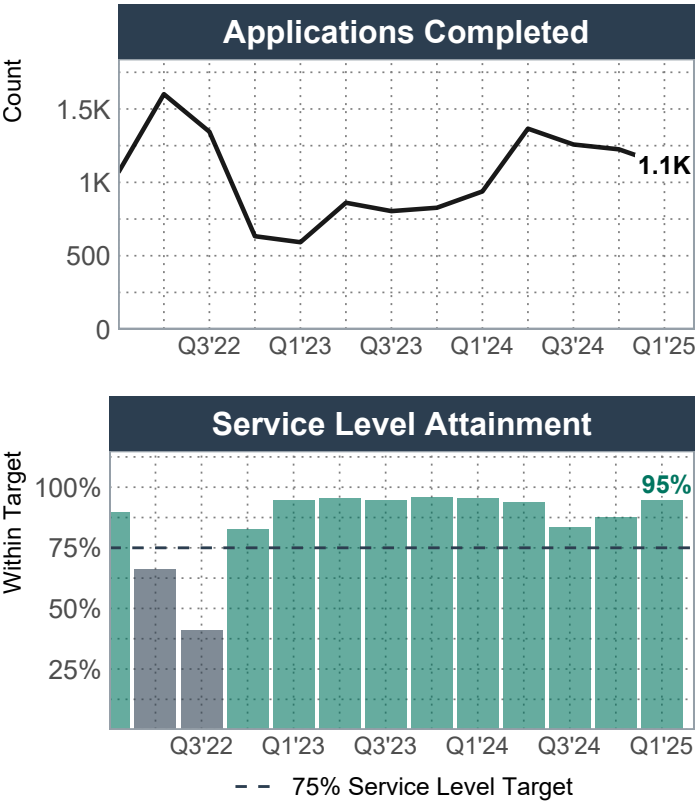 Applications Completed
Count
1.5K
1K
500
0
1.1K
Q3'22 Q1'23 Q3'23 Q1'24 Q3'24 Q1'25
Service Level Attainment
Within Target
100%
75%
50%
25%
95%
Q3'22 Q1'23 Q3'23 Q1'24 Q3'24 Q1'25
75% Service Level Target